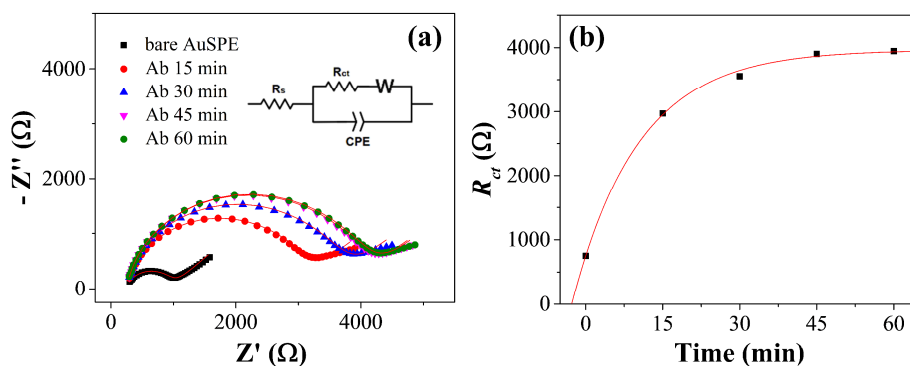 (a)
bare AuSPE
Ab 15 min
Ab 30 min
Ab 45 min
Ab 60 min
Rs
Rct
W
CPE
- Z'' (Ω)
4000
2000
0
0 2000 4000
Z' (Ω)
(b)
Rct (Ω)
4000
3000
2000
1000
0
0 15 30 45 60
Time (min)